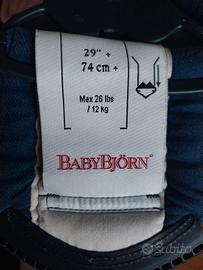 29" +
74 cm +
Max 26 lbs
/ 12 kg
BABYBJÖRN®
subito